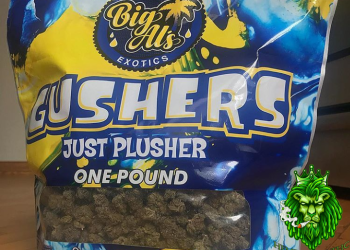 Big Al's
EXOTICS
GUSHERS
JUST PLUSHER
ONE POUND